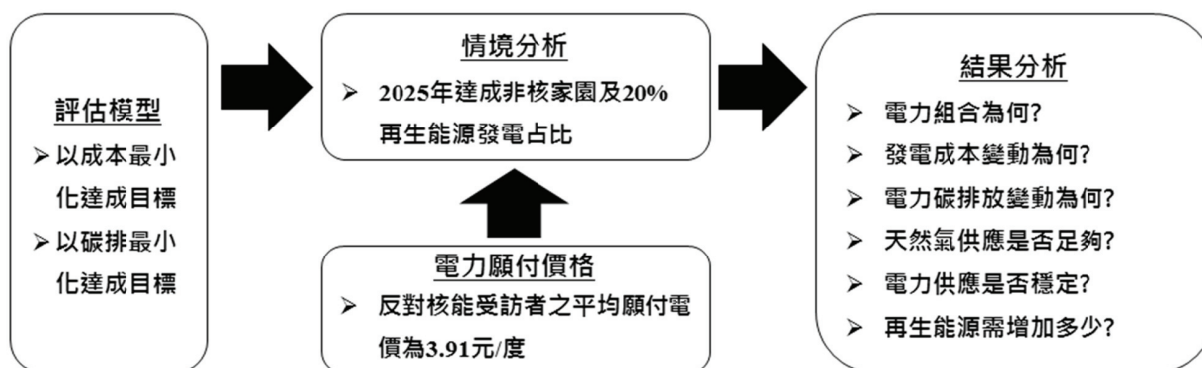 評估模型
➢以成本最小
化達成目標
➢以碳排最小
化達成目標
情境分析
➢ 2025年達成非核家園及20%
再生能源發電占比
電力願付價格
➢ 反對核能受訪者之平均願付電
價為3.91元/度
結果分析
➢ 電力組合為何?
➢ 發電成本變動為何?
➢ 電力碳排放變動為何?
➢ 天然氣供應是否足夠?
➢ 電力供應是否穩定?
➢ 再生能源需增加多少?